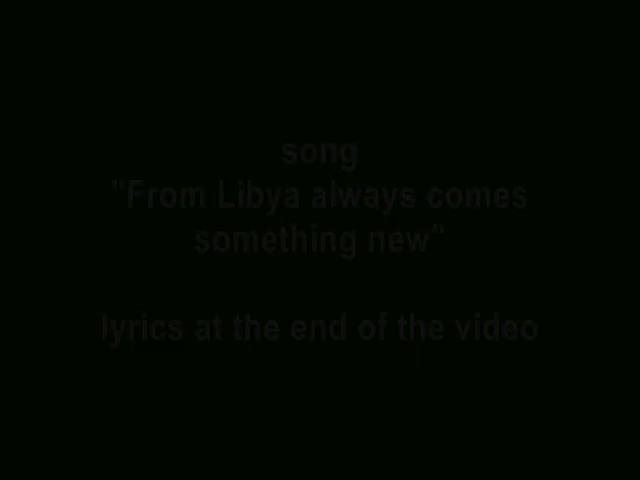 song
"From Libya always comes
something new"
lyrics at the end of the video